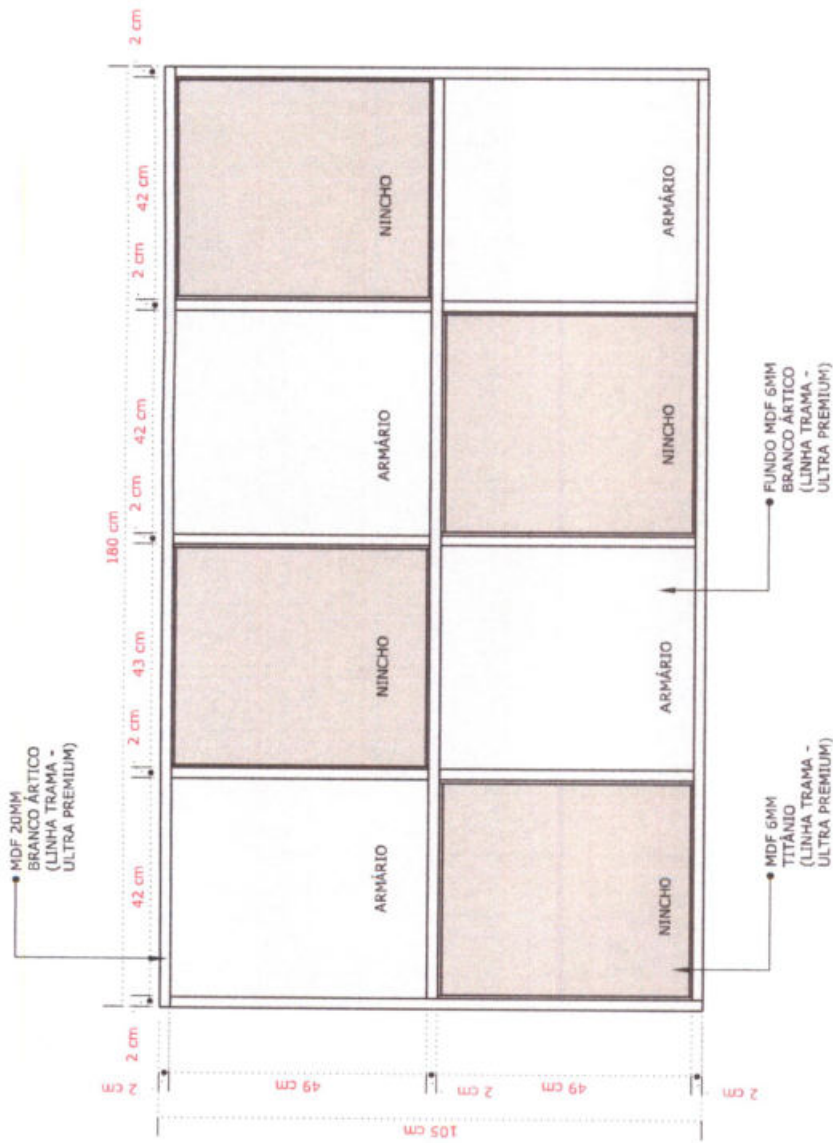 MDF 20MM
BRANCO ÁRTICO
(LINHA TRAMA -
ULTRA PREMIUM)
180 cm
2 cm
42 cm
2 cm
43 cm
2 cm
42 cm
2 cm
42 cm
2 cm
105 cm
2 cm
49 cm
2 cm
49 cm
2 cm
ARMÁRIO
NINCHO
ARMÁRIO
NINCHO
NINCHO
ARMÁRIO
NINCHO
ARMÁRIO
MDF 6MM
TITÂNIO
(LINHA TRAMA -
ULTRA PREMIUM)
FUNDO MDF 6MM
BRANCO ÁRTICO
(LINHA TRAMA -
ULTRA PREMIUM)